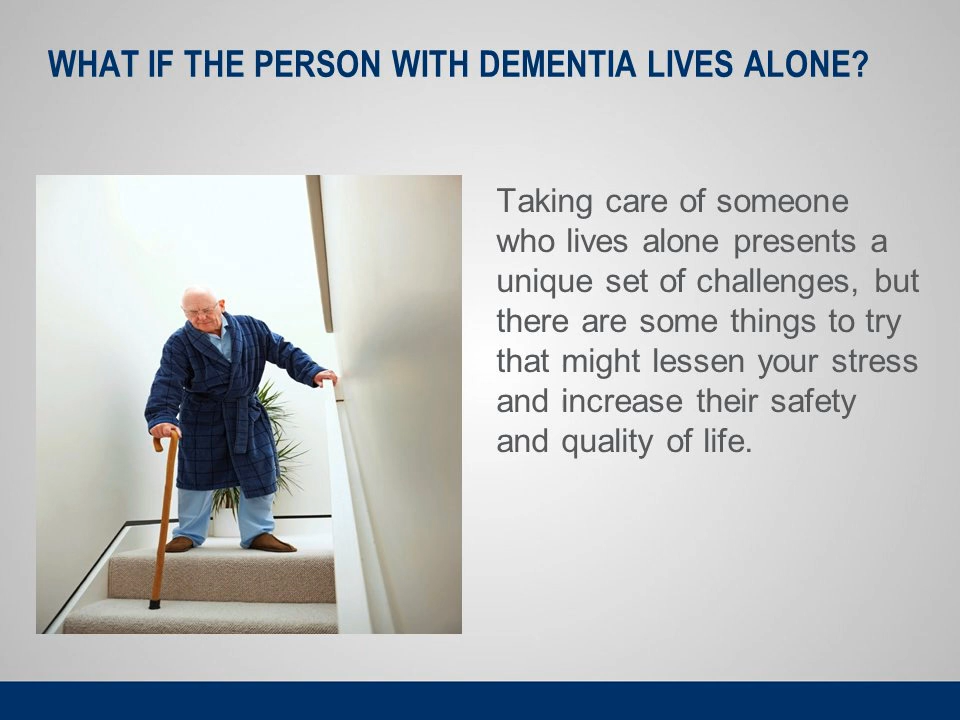 WHAT IF THE PERSON WITH DEMENTIA LIVES ALONE?
Taking care of someone
who lives alone presents a
unique set of challenges, but
there are some things to try
that might lessen your stress
and increase their safety
and quality of life.